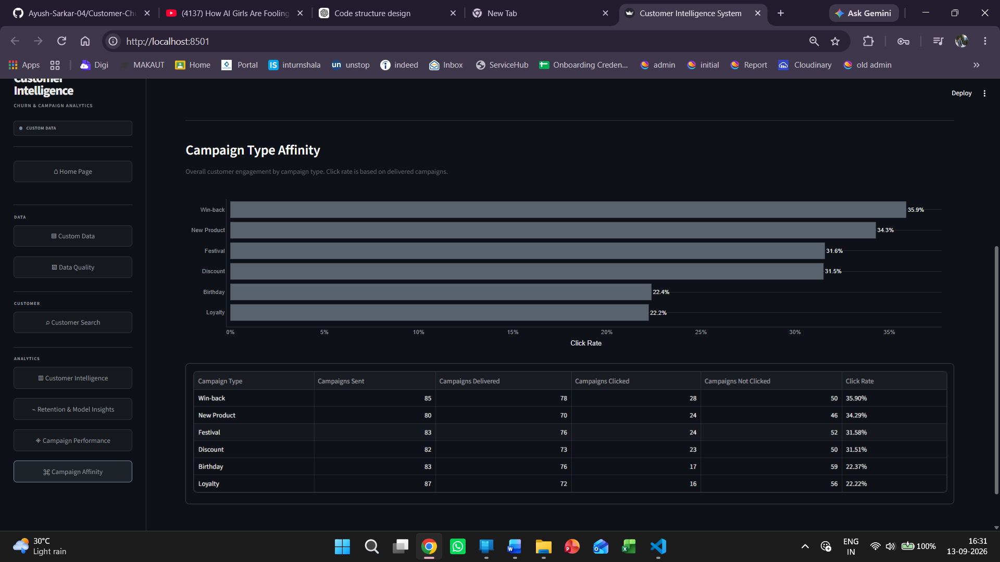 Ayush-Sarkar-04/Customer-Chu
(4137) How AI Girls Are Fooling
Code structure design
New Tab
Customer Intelligence System
Ask Gemini
http://localhost:8501
Apps
Digi
MAKAUT
Home
Portal
IS inturnshala
un unstop
indeed
Inbox
ServiceHub
Onboarding Creden...
admin
initial
Report
Cloudinary
old admin
Customer
Intelligence
CHURN & CAMPAIGN ANALYTICS
CUSTOM DATA
Home Page
DATA
Custom Data
Data Quality
CUSTOMER
Customer Search
ANALYTICS
Customer Intelligence
Retention & Model Insights
Campaign Performance
Campaign Affinity
Deploy
Campaign Type Affinity
Overall customer engagement by campaign type. Click rate is based on delivered campaigns.
Win-back 35.9%
New Product 34.3%
Festival 31.6%
Discount 31.5%
Birthday 22.4%
Loyalty 22.2%
0% 5% 10% 15% 20% 25% 30% 35%
Click Rate
Campaign Type Campaigns Sent Campaigns Delivered Campaigns Clicked Campaigns Not Clicked Click Rate
Win-back 85 78 28 50 35.90%
New Product 80 70 24 46 34.29%
Festival 83 76 24 52 31.58%
Discount 82 73 23 50 31.51%
Birthday 83 76 17 59 22.37%
Loyalty 87 72 16 56 22.22%
30°C
Light rain
ENG
IN
100%
16:31
13-09-2026